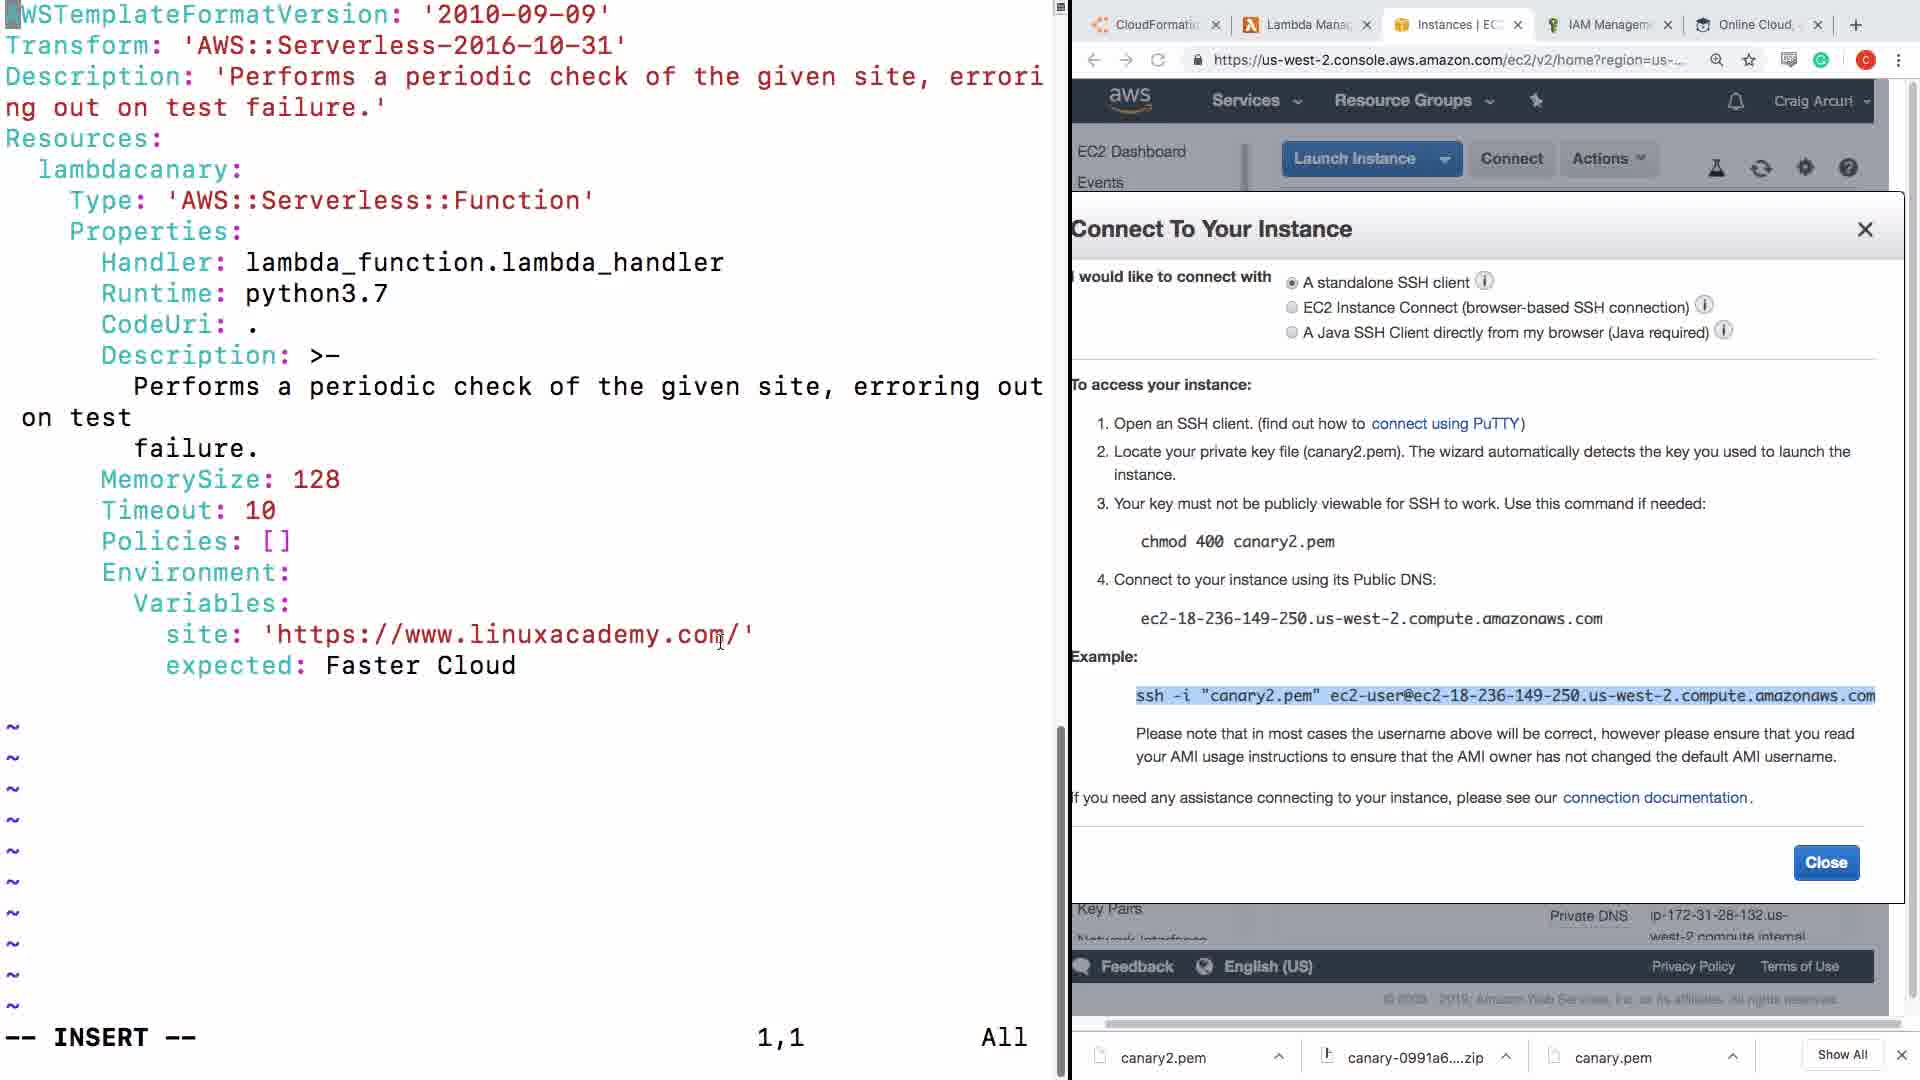 AWSTemplateFormatVersion: '2010-09-09'
Transform: 'AWS::Serverless-2016-10-31'
Description: 'Performs a periodic check of the given site, errori
ng out on test failure.'
Resources:
  lambdacanary:
    Type: 'AWS::Serverless::Function'
    Properties:
      Handler: lambda_function.lambda_handler
      Runtime: python3.7
      CodeUri: .
      Description: >-
        Performs a periodic check of the given site, erroring out
 on test
        failure.
      MemorySize: 128
      Timeout: 10
      Policies: []
      Environment:
        Variables:
          site: 'https://www.linuxacademy.com/'
          expected: Faster Cloud
~
~
~
~
~
~
~
~
~
~
-- INSERT -- 1,1 All
CloudFormati Lambda Mana Instances | EC IAM Managem Online Cloud,
https://us-west-2.console.aws.amazon.com/ec2/v2/home?region=us-...
C
aws Services Resource Groups Craig Arcuri
EC2 Dashboard
Events
Launch Instance Connect Actions
Connect To Your Instance
I would like to connect with
A standalone SSH client
EC2 Instance Connect (browser-based SSH connection)
A Java SSH Client directly from my browser (Java required)
To access your instance:
1. Open an SSH client. (find out how to connect using PuTTY)
2. Locate your private key file (canary2.pem). The wizard automatically detects the key you used to launch the
instance.
3. Your key must not be publicly viewable for SSH to work. Use this command if needed:
chmod 400 canary2.pem
4. Connect to your instance using its Public DNS:
ec2-18-236-149-250.us-west-2.compute.amazonaws.com
Example:
ssh -i "canary2.pem" ec2-user@ec2-18-236-149-250.us-west-2.compute.amazonaws.com
Please note that in most cases the username above will be correct, however please ensure that you read
your AMI usage instructions to ensure that the AMI owner has not changed the default AMI username.
If you need any assistance connecting to your instance, please see our connection documentation.
Close
Key Pairs
Network Interfaces
Private DNS ip-172-31-28-132.us-
west-2.compute.internal
Feedback English (US) Privacy Policy Terms of Use
© 2008 - 2019, Amazon Web Services, Inc. or its affiliates. All rights reserved.
canary2.pem canary-0991a6....zip canary.pem Show All